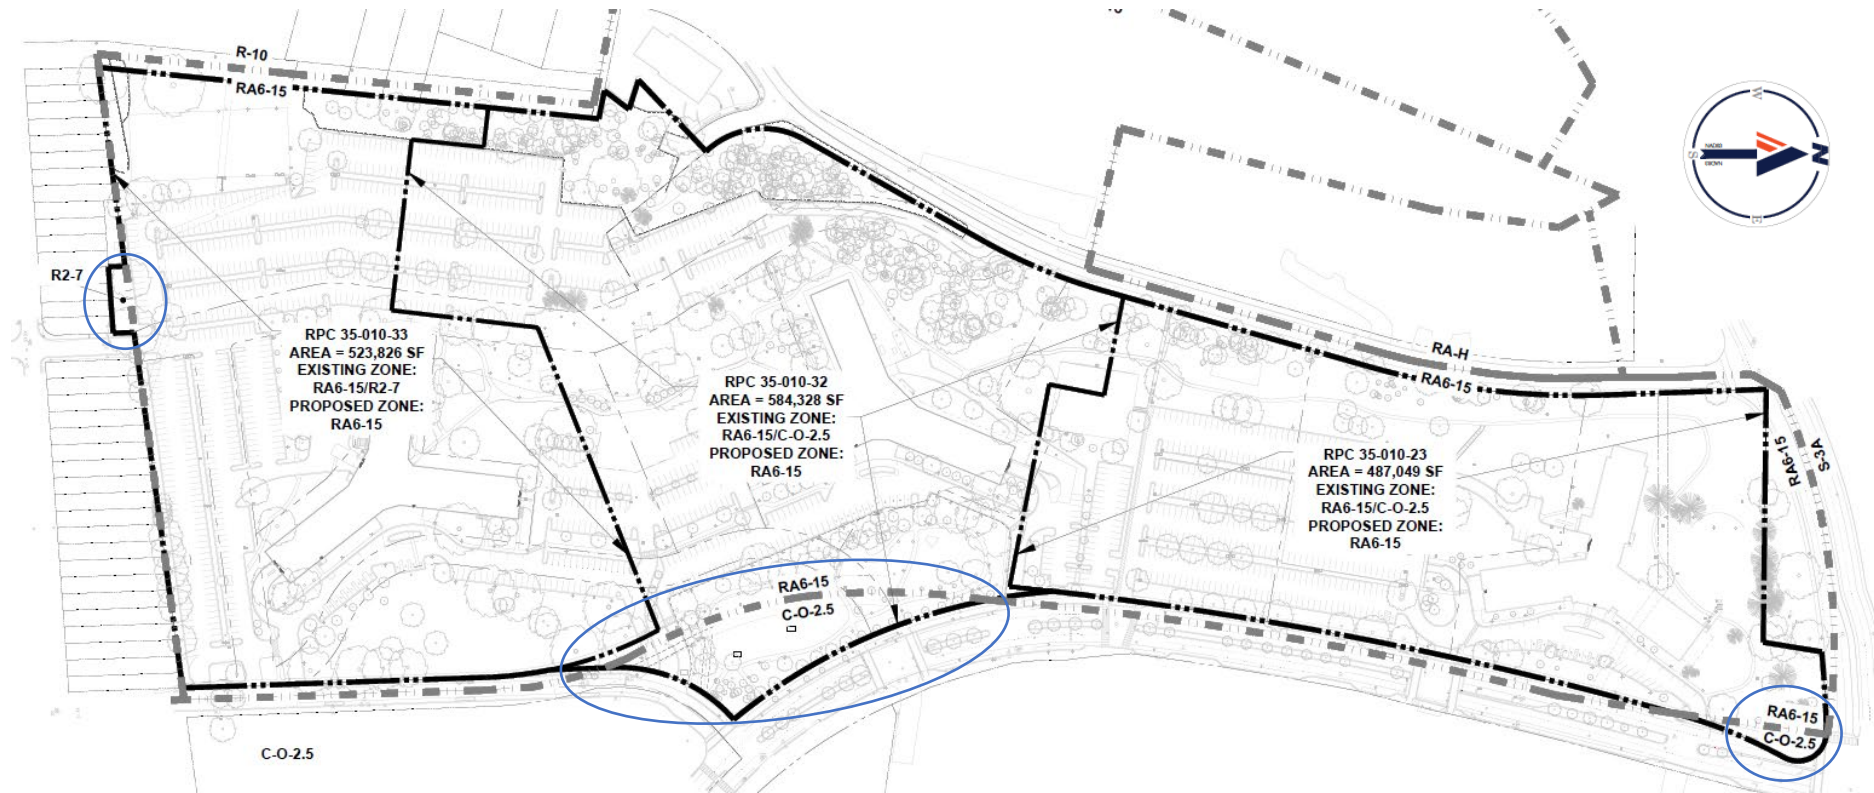 R-10
RA6-15
W
N
S
E
R2-7
RPC 35-010-33
AREA = 523,826 SF
EXISTING ZONE:
RA6-15/R2-7
PROPOSED ZONE:
RA6-15
RPC 35-010-32
AREA = 584,328 SF
EXISTING ZONE:
RA6-15/C-O-2.5
PROPOSED ZONE:
RA6-15
RA-H
RA6-15
RPC 35-010-23
AREA = 487,049 SF
EXISTING ZONE:
RA6-15/C-O-2.5
PROPOSED ZONE:
RA6-15
RA6-15
S-3A
RA6-15
C-O-2.5
RA6-15
C-O-2.5
C-O-2.5